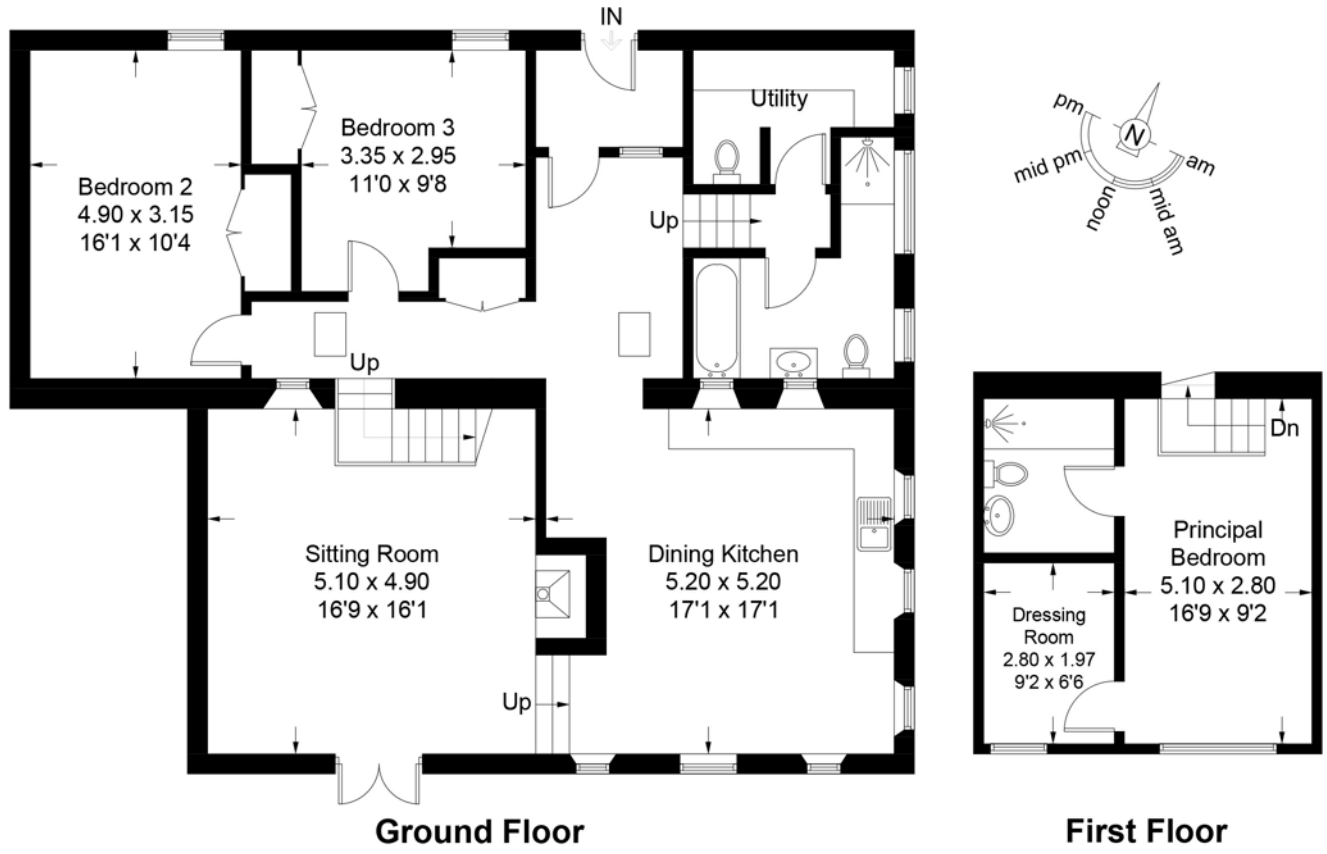 IN
Utility
Bedroom 3
3.35 x 2.95
11'0 x 9'8
Bedroom 2
4.90 x 3.15
16'1 x 10'4
Up
Up
Sitting Room
5.10 x 4.90
16'9 x 16'1
Dining Kitchen
5.20 x 5.20
17'1 x 17'1
Up
Ground Floor
pm
N
am
mid pm
noon
mid am
Dn
Principal
Bedroom
5.10 x 2.80
16'9 x 9'2
Dressing
Room
2.80 x 1.97
9'2 x 6'6
First Floor